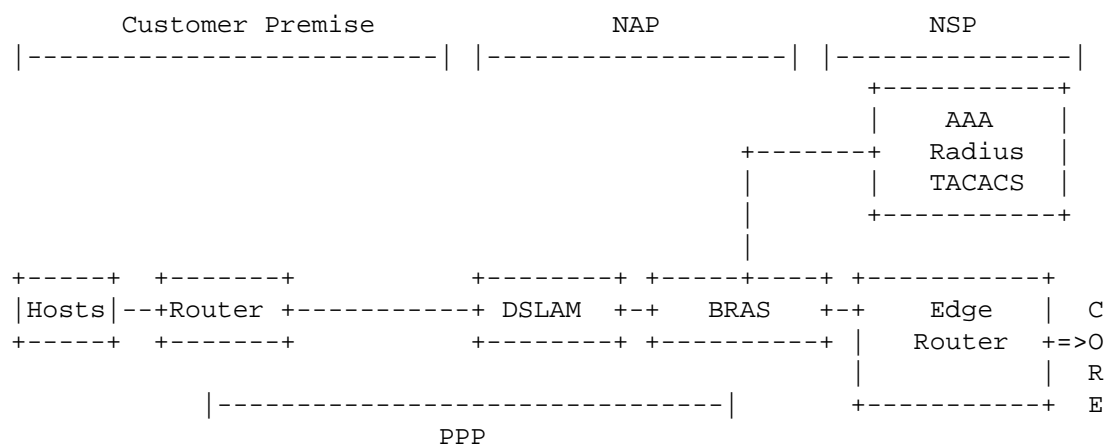 Customer Premise NAP NSP
AAA
Radius
TACACS
Hosts Router DSLAM BRAS Edge C
Router O
R
E
PPP